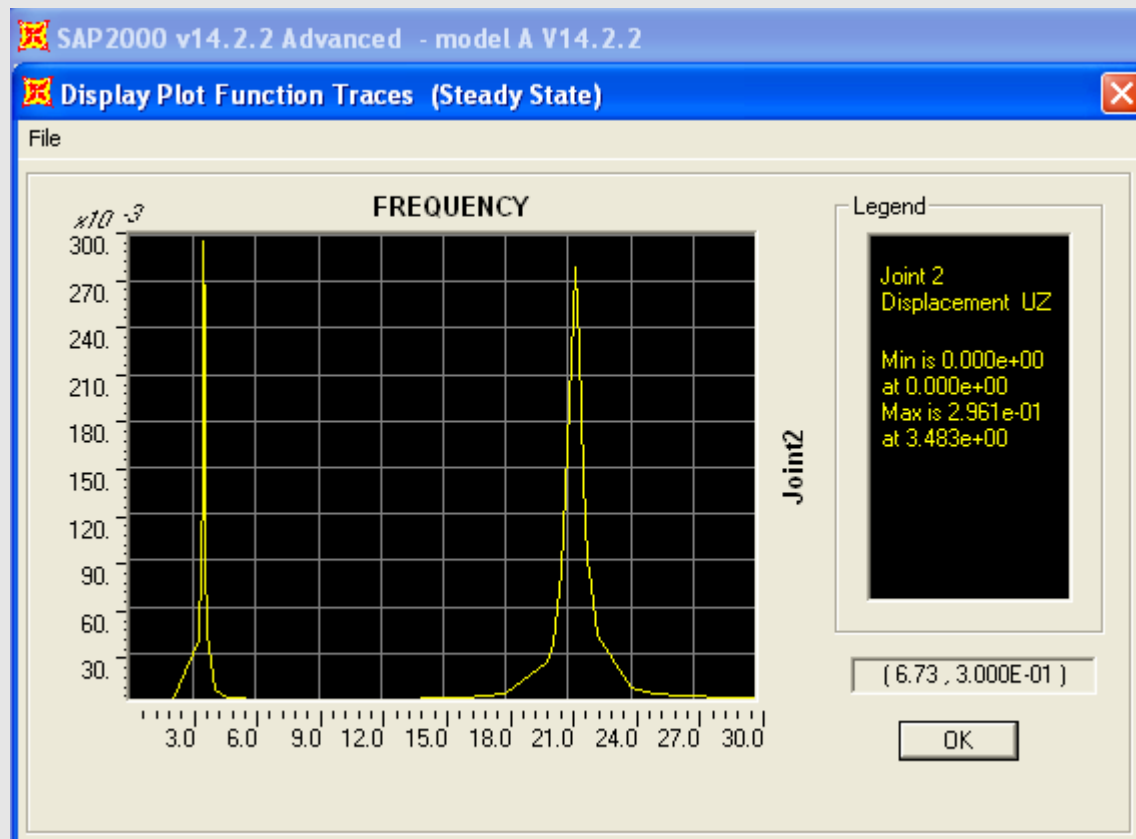 SAP2000 v14.2.2 Advanced - model A V14.2.2
Display Plot Function Traces (Steady State)
File
FREQUENCY
x10 -3
300.
270.
240.
210.
180.
150.
120.
90.
60.
30.
3.0 6.0 9.0 12.0 15.0 18.0 21.0 24.0 27.0 30.0
Joint2
Legend
Joint 2
Displacement UZ
Min is 0.000e+00
at 0.000e+00
Max is 2.961e-01
at 3.483e+00
( 6.73 , 3.000E-01 )
OK